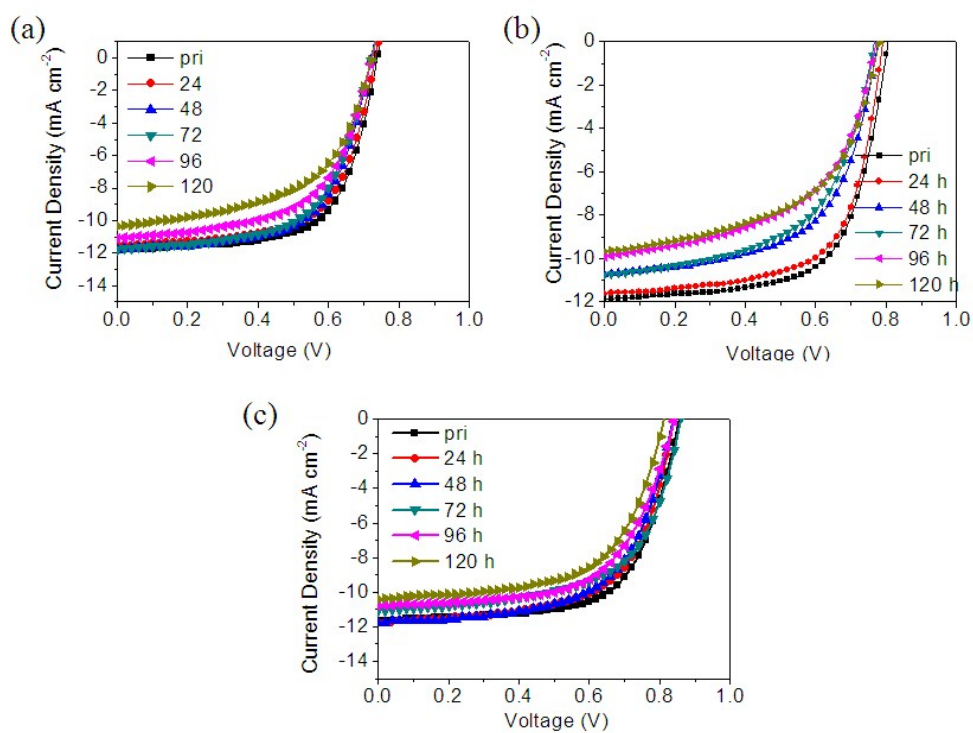 (a)
Current Density (mA cm-2)
0
-2
-4
-6
-8
-10
-12
-14
pri
24
48
72
96
120
0.0 0.2 0.4 0.6 0.8 1.0
Voltage (V)
(b)
Current Density (mA cm-2)
0
-2
-4
-6
-8
-10
-12
pri
24 h
48 h
72 h
96 h
120 h
0.0 0.2 0.4 0.6 0.8 1.0
Voltage (V)
(c)
Current Density (mA cm-2)
0
-2
-4
-6
-8
-10
-12
-14
pri
24 h
48 h
72 h
96 h
120 h
0.0 0.2 0.4 0.6 0.8 1.0
Voltage (V)